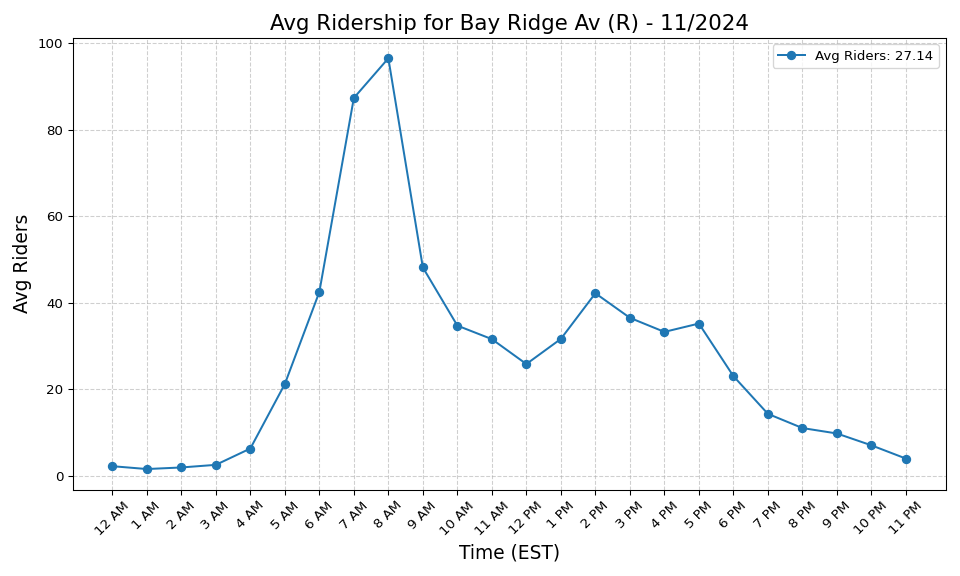 Avg Ridership for Bay Ridge Av (R) - 11/2024
Avg Riders: 27.14
Avg Riders
100
80
60
40
20
0
12 AM
1 AM
2 AM
3 AM
4 AM
5 AM
6 AM
7 AM
8 AM
9 AM
10 AM
11 AM
12 PM
1 PM
2 PM
3 PM
4 PM
5 PM
6 PM
7 PM
8 PM
9 PM
10 PM
11 PM
Time (EST)